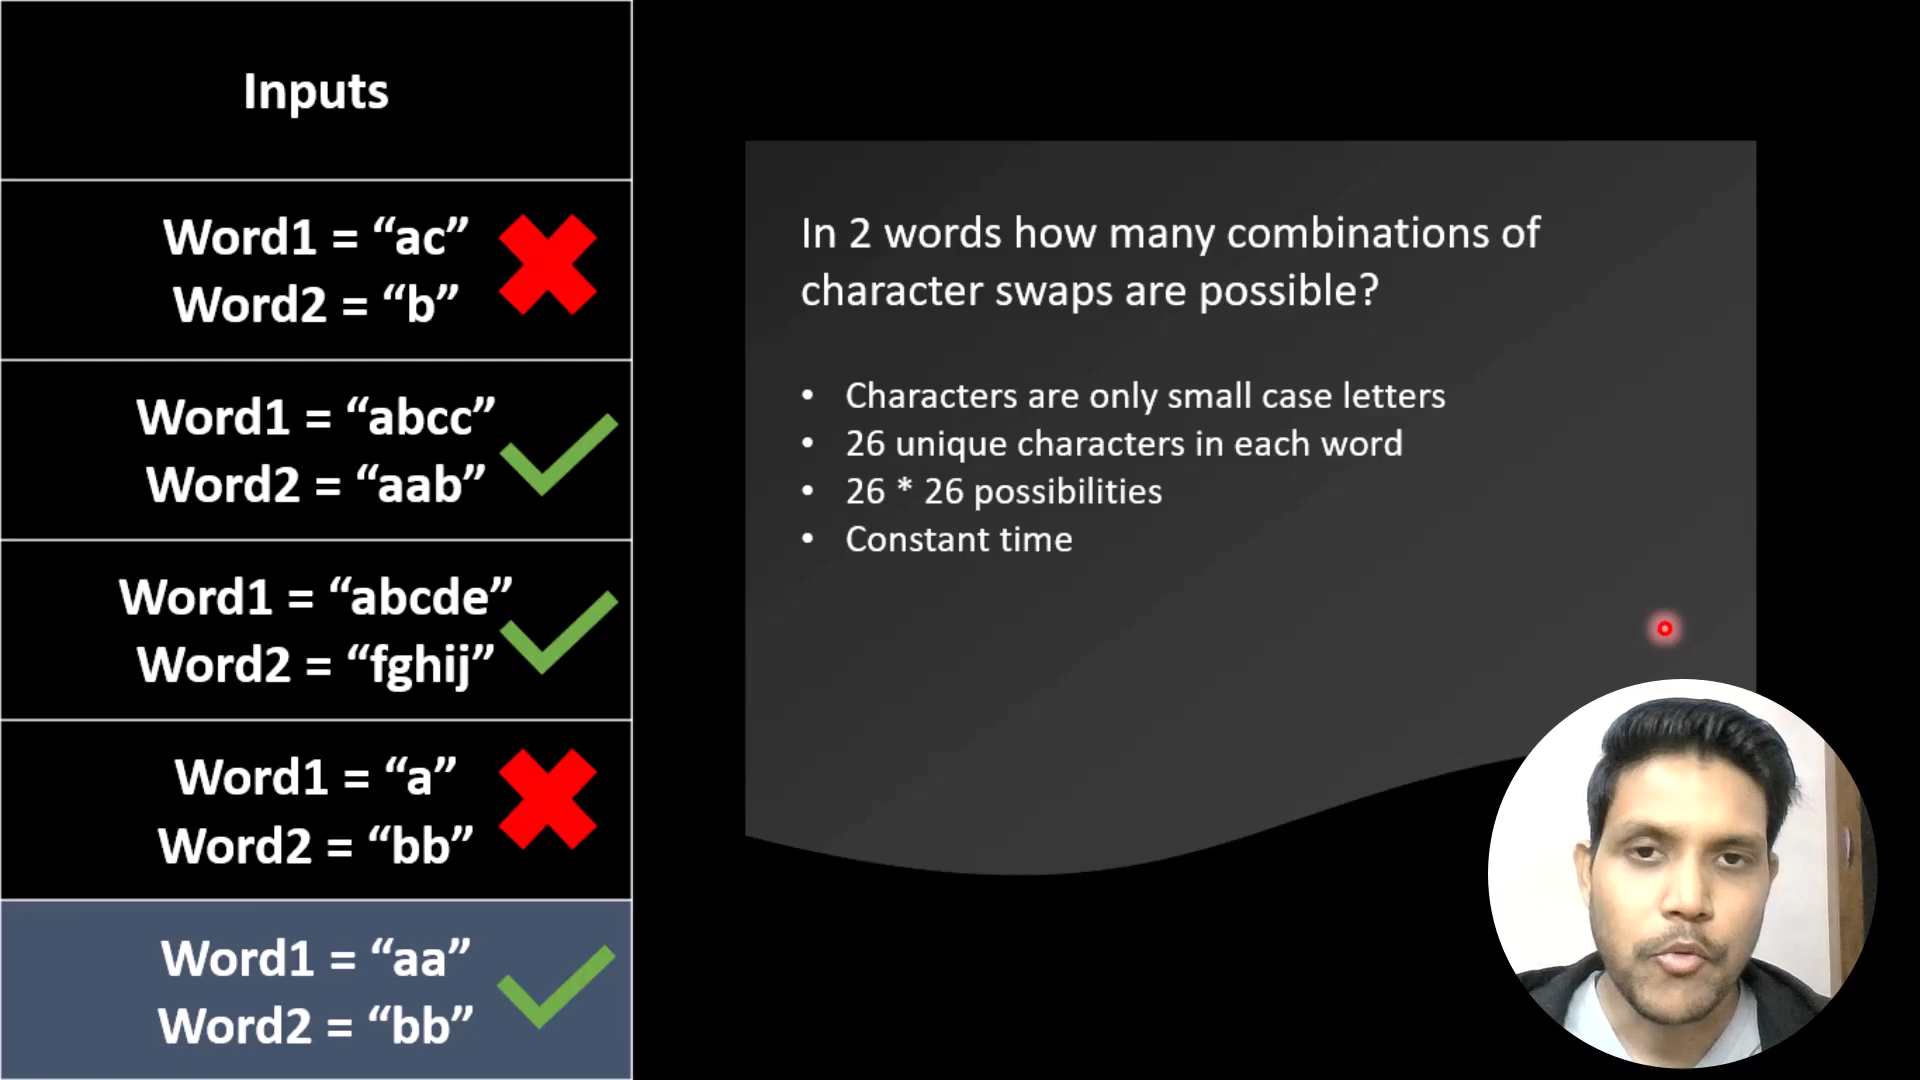 Inputs
Word1 = “ac”
Word2 = “b”
Word1 = “abcc”
Word2 = “aab”
Word1 = “abcde”
Word2 = “fghij”
Word1 = “a”
Word2 = “bb”
Word1 = “aa”
Word2 = “bb”
In 2 words how many combinations of
character swaps are possible?
• Characters are only small case letters
• 26 unique characters in each word
• 26 * 26 possibilities
• Constant time